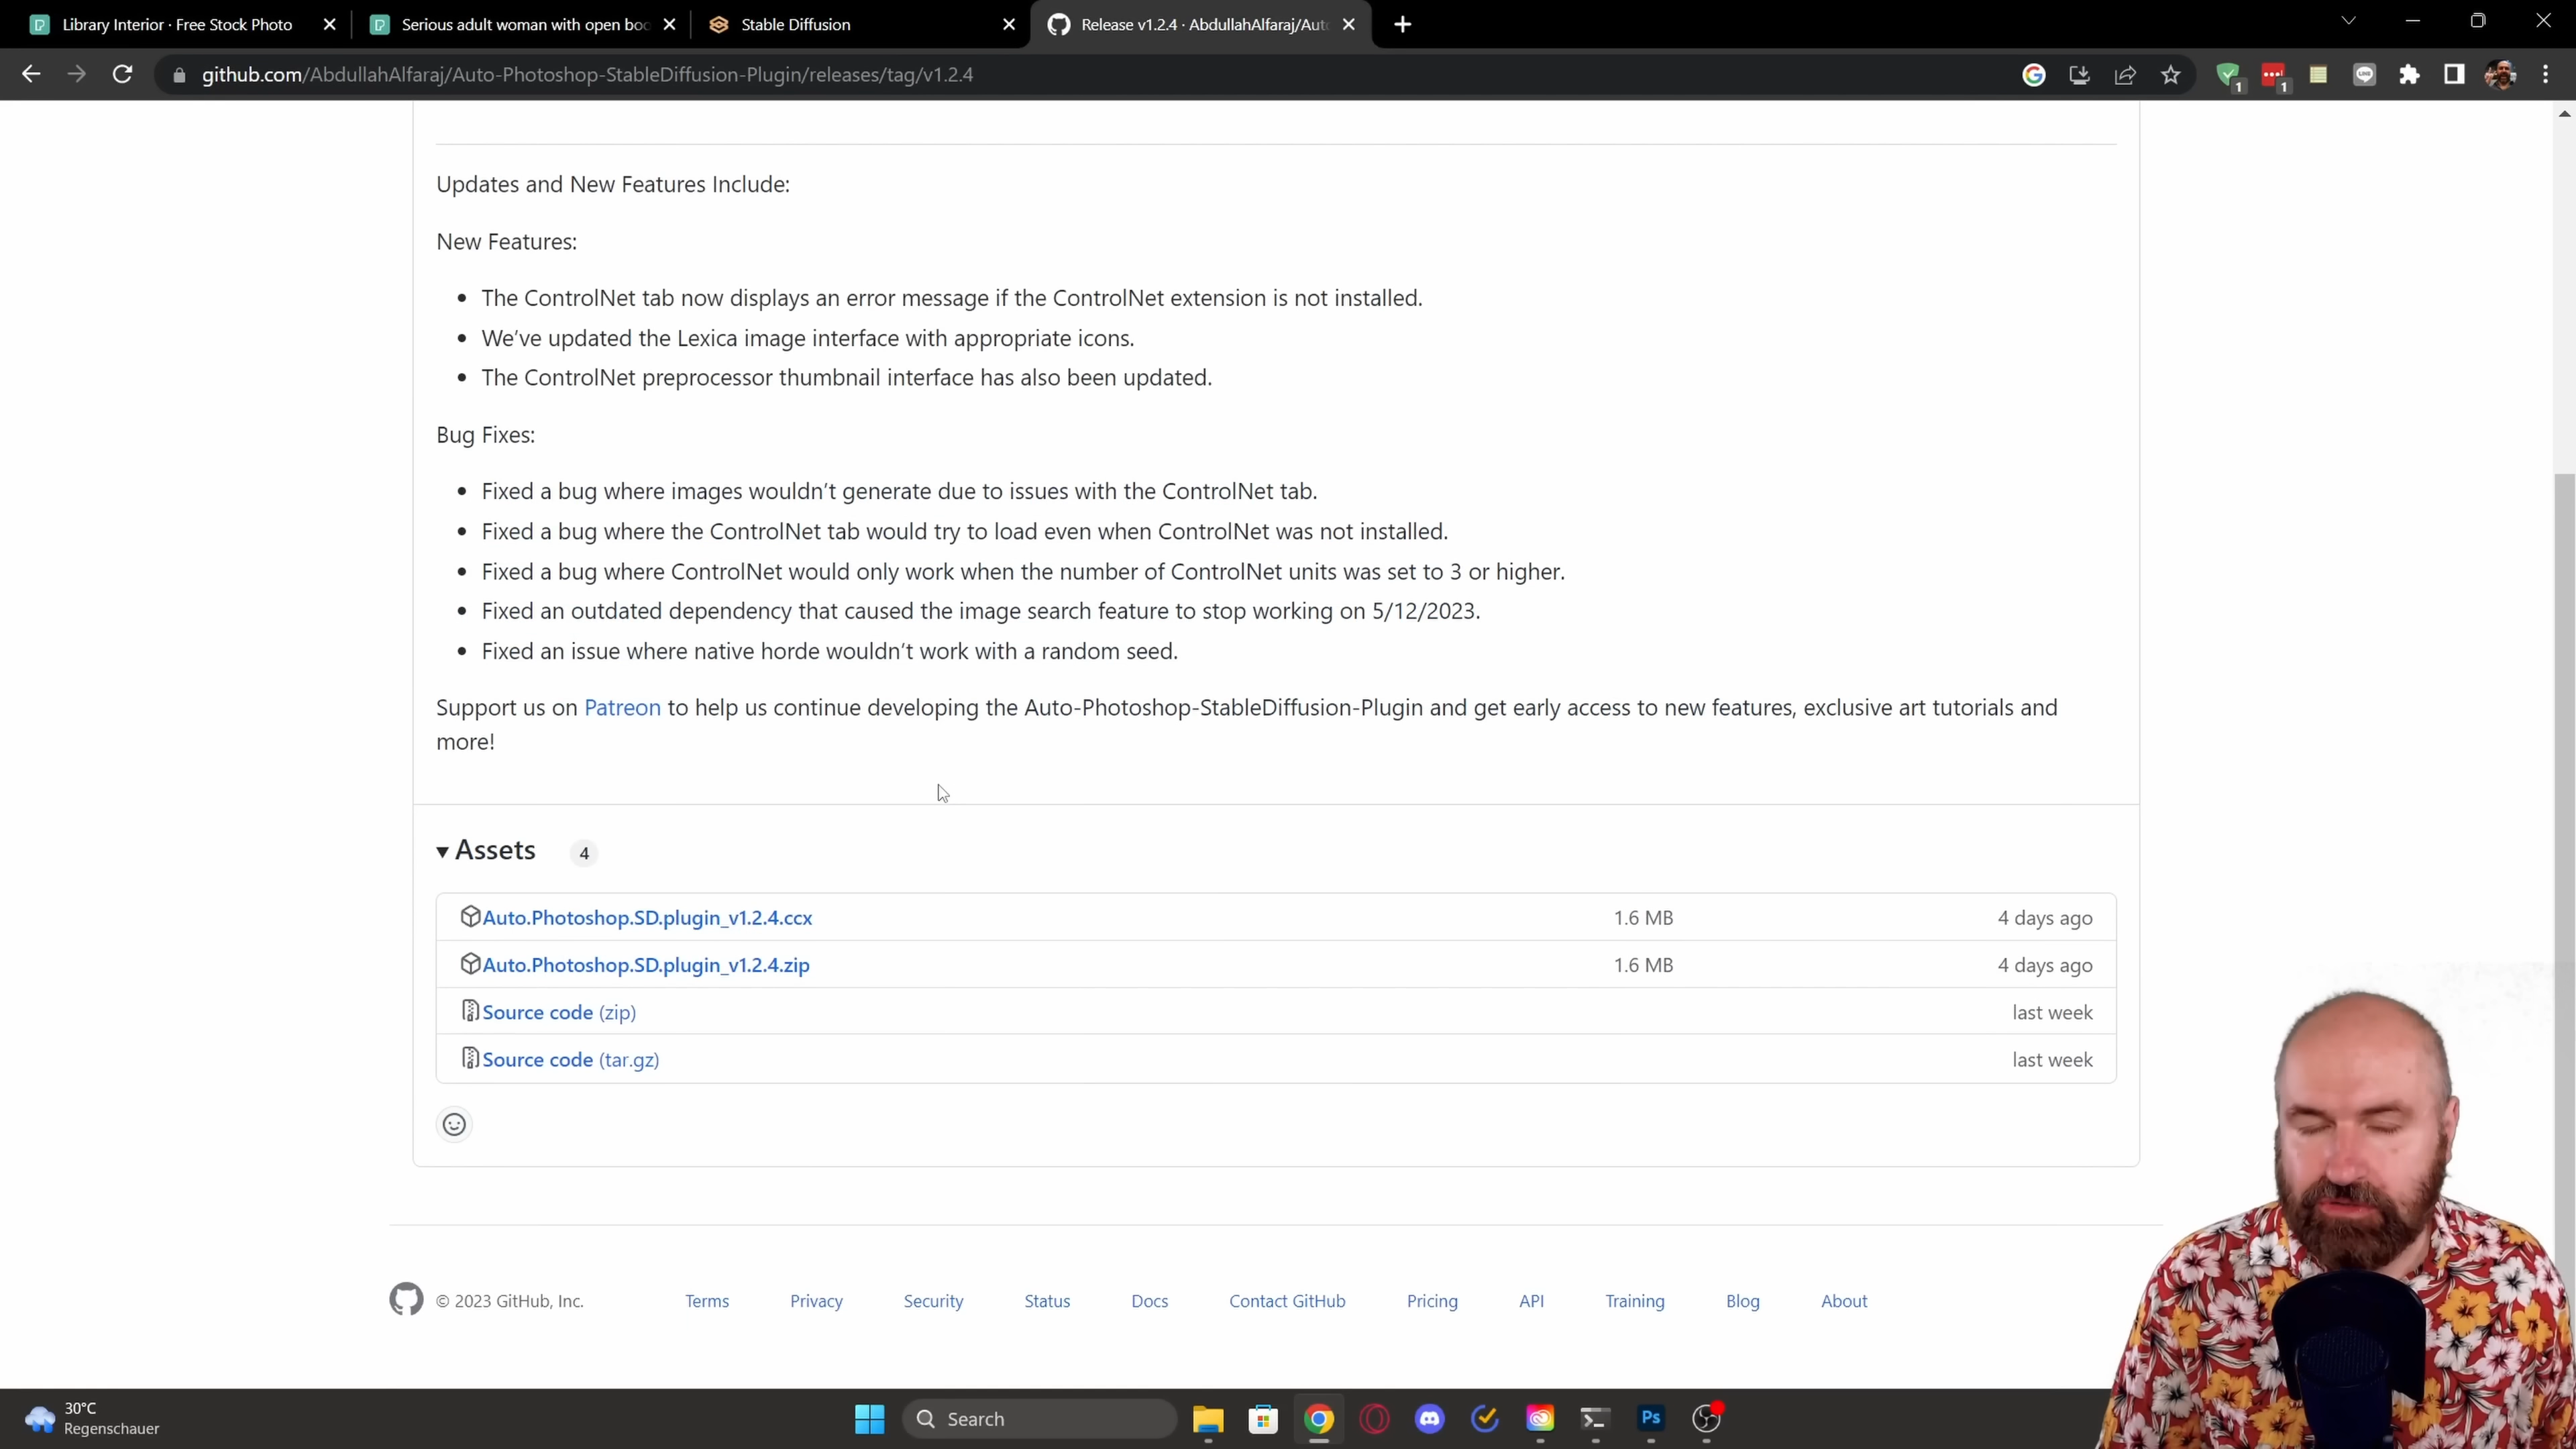 Library Interior · Free Stock Photo
Serious adult woman with open boo
Stable Diffusion
Release v1.2.4 · AbdullahAlfaraj/Auto
github.com/AbdullahAlfaraj/Auto-Photoshop-StableDiffusion-Plugin/releases/tag/v1.2.4
1
1
Updates and New Features Include:
New Features:
• The ControlNet tab now displays an error message if the ControlNet extension is not installed.
• We’ve updated the Lexica image interface with appropriate icons.
• The ControlNet preprocessor thumbnail interface has also been updated.
Bug Fixes:
• Fixed a bug where images wouldn’t generate due to issues with the ControlNet tab.
• Fixed a bug where the ControlNet tab would try to load even when ControlNet was not installed.
• Fixed a bug where ControlNet would only work when the number of ControlNet units was set to 3 or higher.
• Fixed an outdated dependency that caused the image search feature to stop working on 5/12/2023.
• Fixed an issue where native horde wouldn’t work with a random seed.
Support us on Patreon to help us continue developing the Auto-Photoshop-StableDiffusion-Plugin and get early access to new features, exclusive art tutorials and
more!
Assets 4
Auto.Photoshop.SD.plugin_v1.2.4.ccx 1.6 MB 4 days ago
Auto.Photoshop.SD.plugin_v1.2.4.zip 1.6 MB 4 days ago
Source code (zip) last week
Source code (tar.gz) last week
© 2023 GitHub, Inc. Terms Privacy Security Status Docs Contact GitHub Pricing API Training Blog About
30°C
Regenschauer
Search
Ps